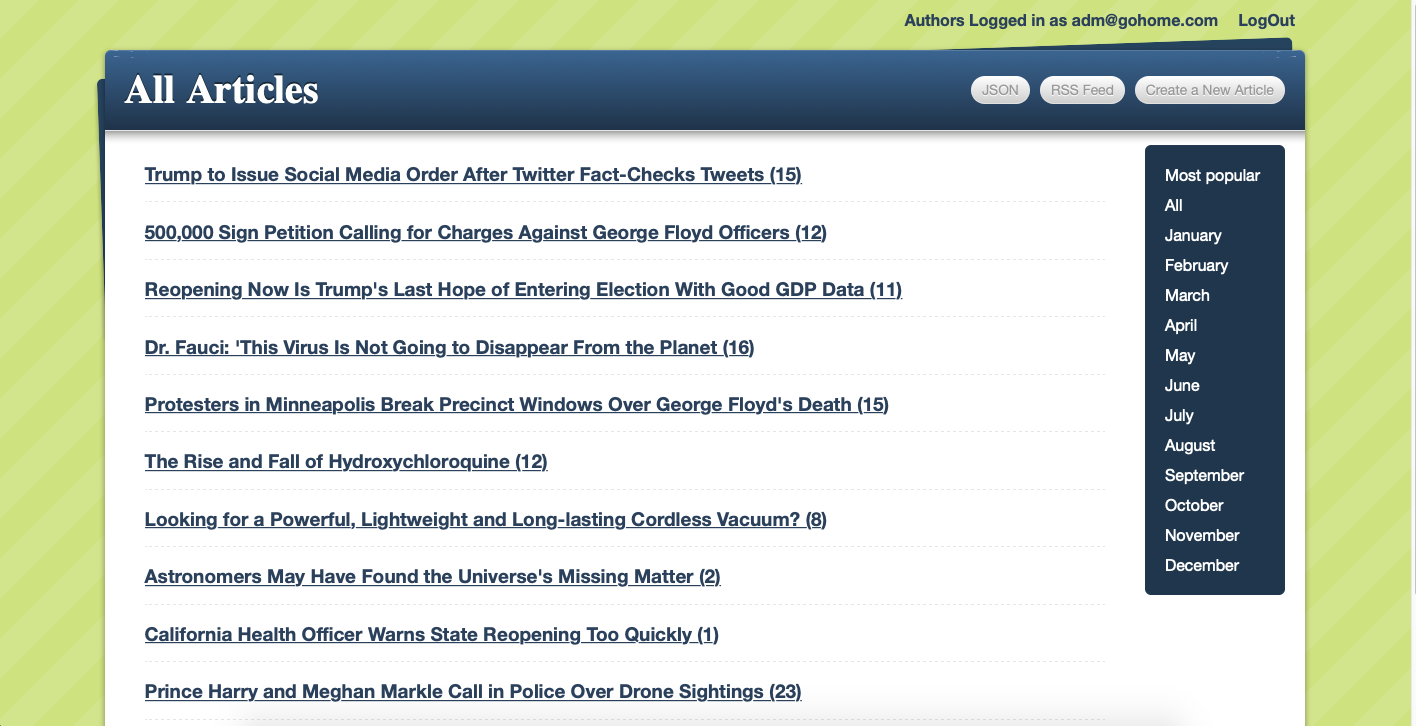 Authors Logged in as adm@gohome.com LogOut
All Articles
JSON RSS Feed Create a New Article
Trump to Issue Social Media Order After Twitter Fact-Checks Tweets (15)
500,000 Sign Petition Calling for Charges Against George Floyd Officers (12)
Reopening Now Is Trump's Last Hope of Entering Election With Good GDP Data (11)
Dr. Fauci: 'This Virus Is Not Going to Disappear From the Planet (16)
Protesters in Minneapolis Break Precinct Windows Over George Floyd's Death (15)
The Rise and Fall of Hydroxychloroquine (12)
Looking for a Powerful, Lightweight and Long-lasting Cordless Vacuum? (8)
Astronomers May Have Found the Universe's Missing Matter (2)
California Health Officer Warns State Reopening Too Quickly (1)
Prince Harry and Meghan Markle Call in Police Over Drone Sightings (23)
Most popular
All
January
February
March
April
May
June
July
August
September
October
November
December